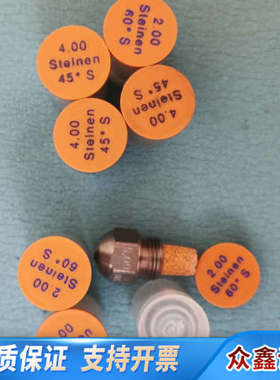 2.00
Steinen
60° S
4.00
Steinen
45° S
4.00
Steinen
45° S
4.00
Steinen
45° S
2.00
Steinen
60° S
2.00
Steinen
60° S
质保证 支持开票 众鑫